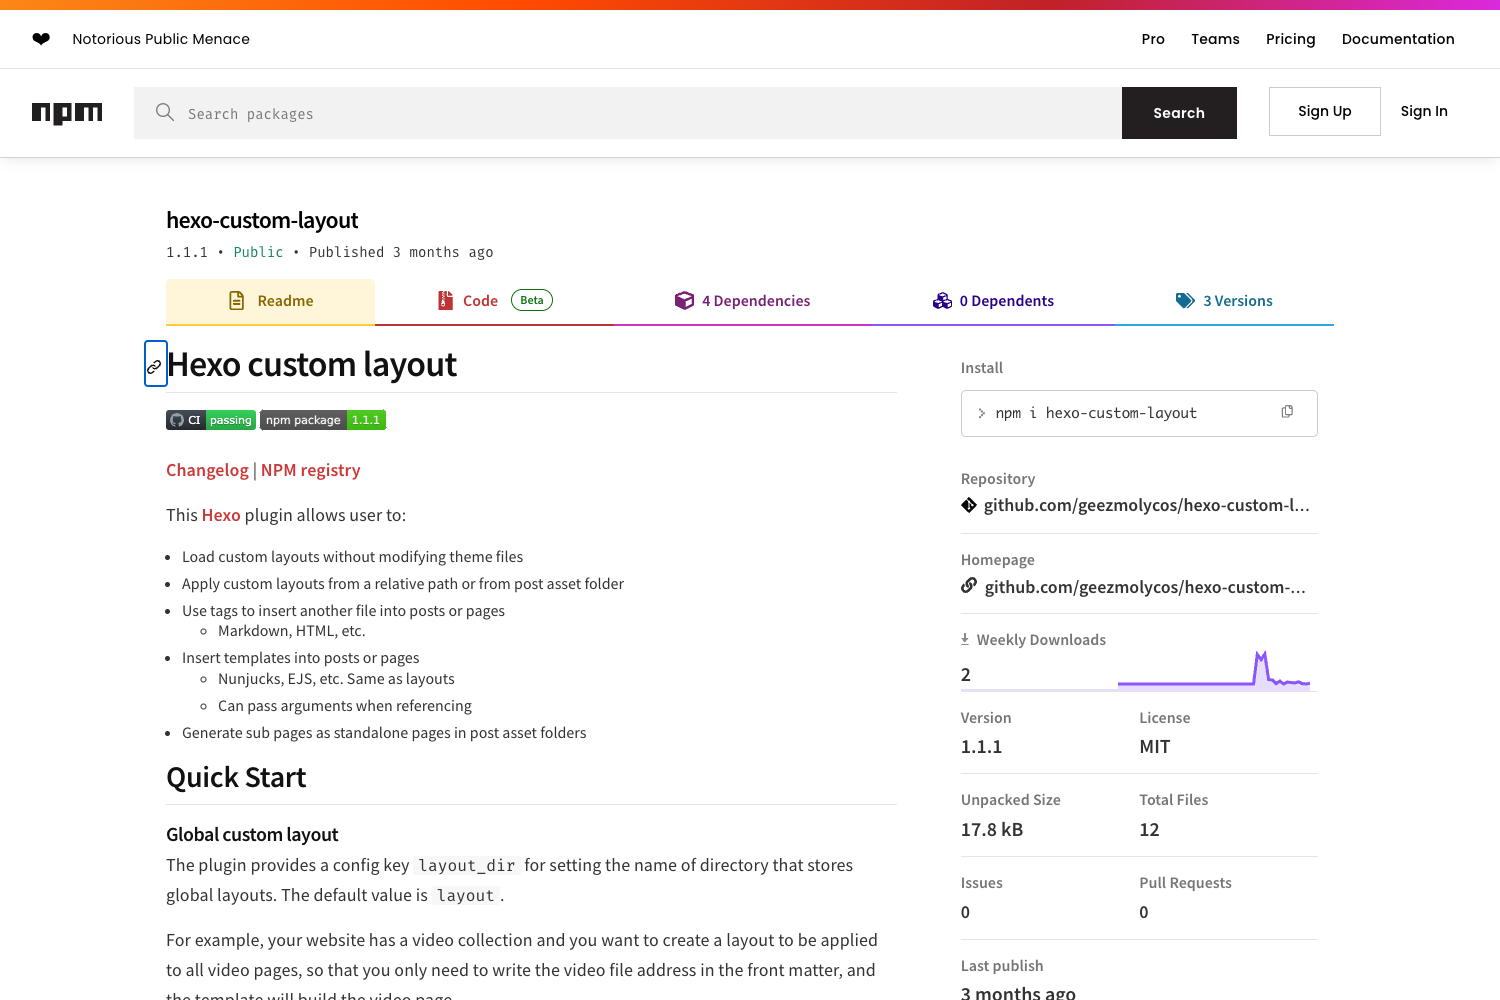 Notorious Public Menace
Pro
Teams
Pricing
Documentation
npm
Search packages
Search
Sign Up
Sign In
hexo-custom-layout
1.1.1 • Public • Published 3 months ago
Readme
Code Beta
4 Dependencies
0 Dependents
3 Versions
Hexo custom layout
CI passing npm package 1.1.1
Changelog | NPM registry
This Hexo plugin allows user to:
• Load custom layouts without modifying theme files
• Apply custom layouts from a relative path or from post asset folder
• Use tags to insert another file into posts or pages
◦ Markdown, HTML, etc.
• Insert templates into posts or pages
◦ Nunjucks, EJS, etc. Same as layouts
◦ Can pass arguments when referencing
• Generate sub pages as standalone pages in post asset folders
Quick Start
Global custom layout
The plugin provides a config key layout_dir for setting the name of directory that stores
global layouts. The default value is layout .
For example, your website has a video collection and you want to create a layout to be applied
to all video pages, so that you only need to write the video file address in the front matter, and
the template will build the video page.
Install
> npm i hexo-custom-layout
Repository
github.com/geezmolycos/hexo-custom-l...
Homepage
github.com/geezmolycos/hexo-custom-...
Weekly Downloads
2
Version
License
1.1.1
MIT
Unpacked Size
Total Files
17.8 kB
12
Issues
Pull Requests
0
0
Last publish
3 months ago